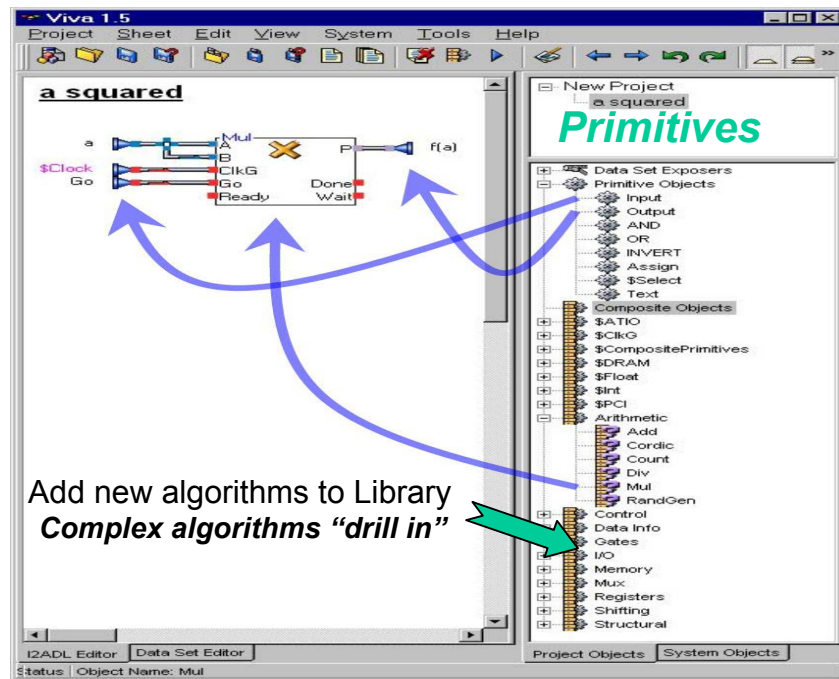 Viva 1.5
Project Sheet Edit View System Tools Help
»
a squared
a
$Clock
Go
Mul
A
B
ClkG
Go
Ready
P
Done
Wait
f(a)
Add new algorithms to Library
Complex algorithms “drill in”
I2ADL Editor Data Set Editor
New Project
a squared
Primitives
Data Set Exposers
Primitive Objects
Input
Output
AND
OR
INVERT
Assign
$Select
Text
Composite Objects
$ATIO
$ClkG
$CompositePrimitives
$DRAM
$Float
$Int
$PCI
Arithmetic
Add
Cordic
Count
Div
Mul
RandGen
Control
Data Info
Gates
I/O
Memory
Mux
Registers
Shifting
Structural
Project Objects System Objects
Status Object Name: Mul